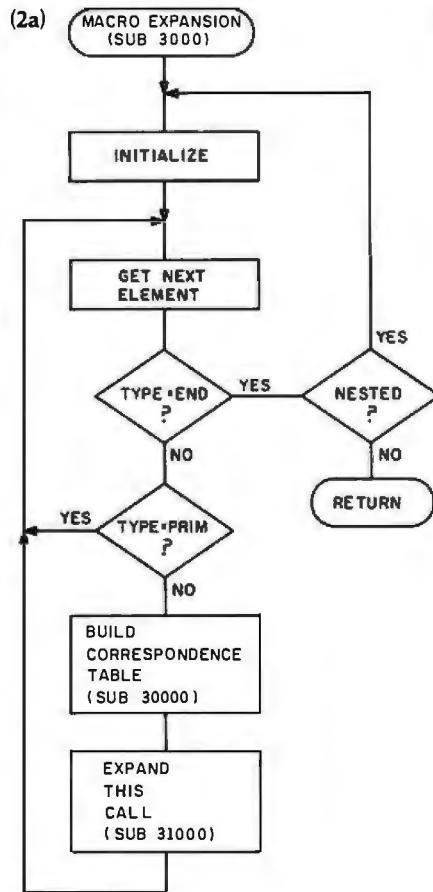 (2a)
MACRO EXPANSION
(SUB 3000)
INITIALIZE
GET NEXT
ELEMENT
YES
TYPE=END
?
YES
NESTED
?
NO
NO
RETURN
YES
TYPE=PRIM
?
NO
BUILD
CORRESPONDENCE
TABLE
(SUB 30000)
EXPAND
THIS
CALL
(SUB 31000)